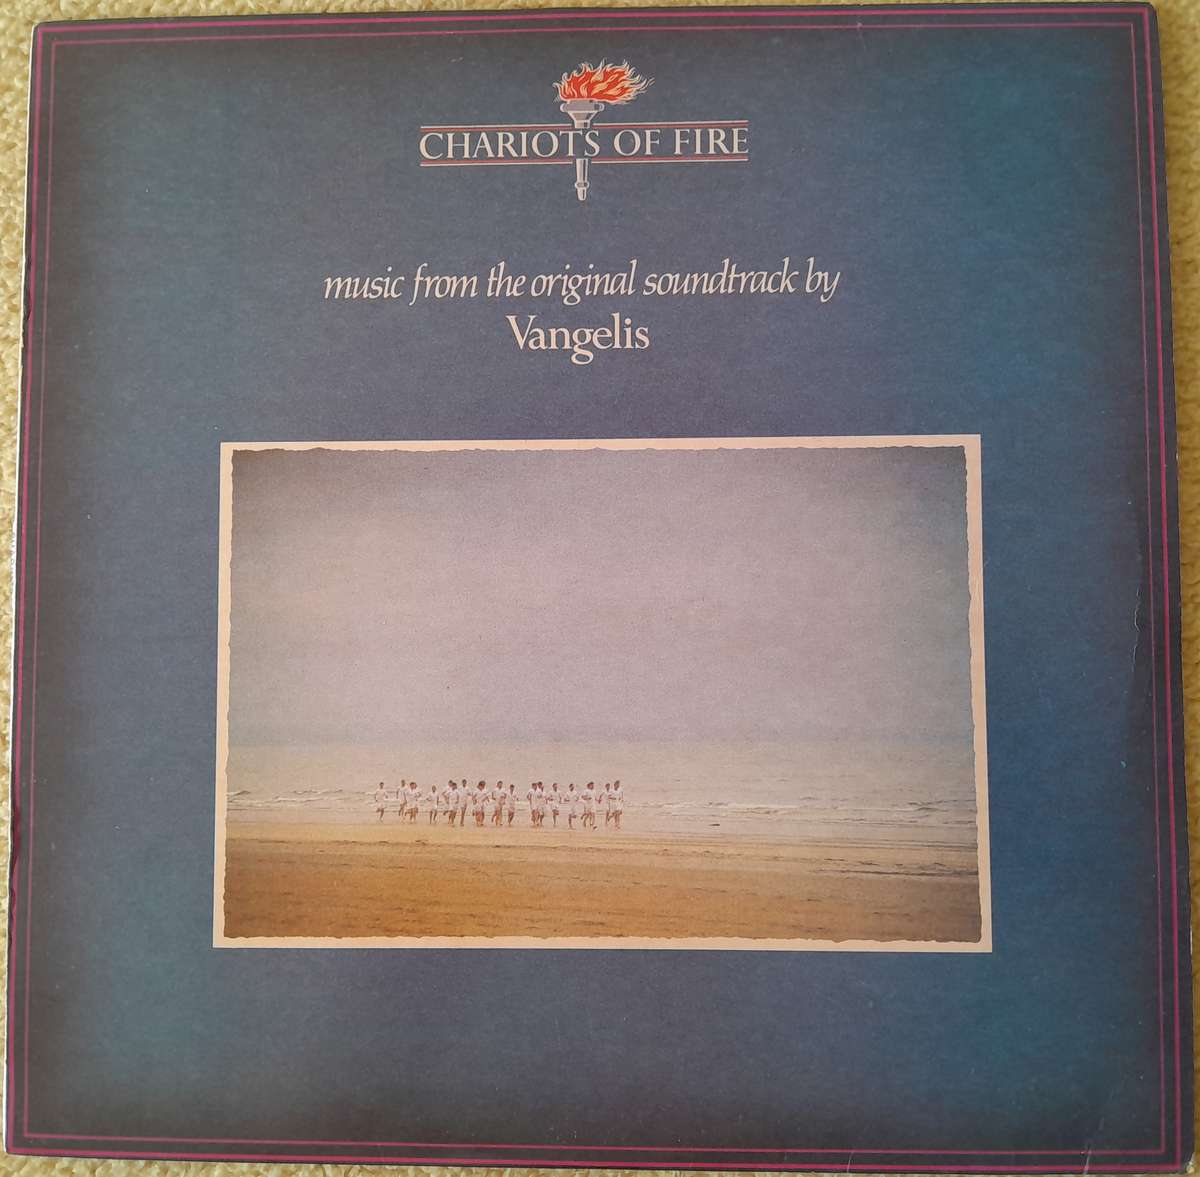 CHARIOTS OF FIRE
music from the original soundtrack by
Vangelis